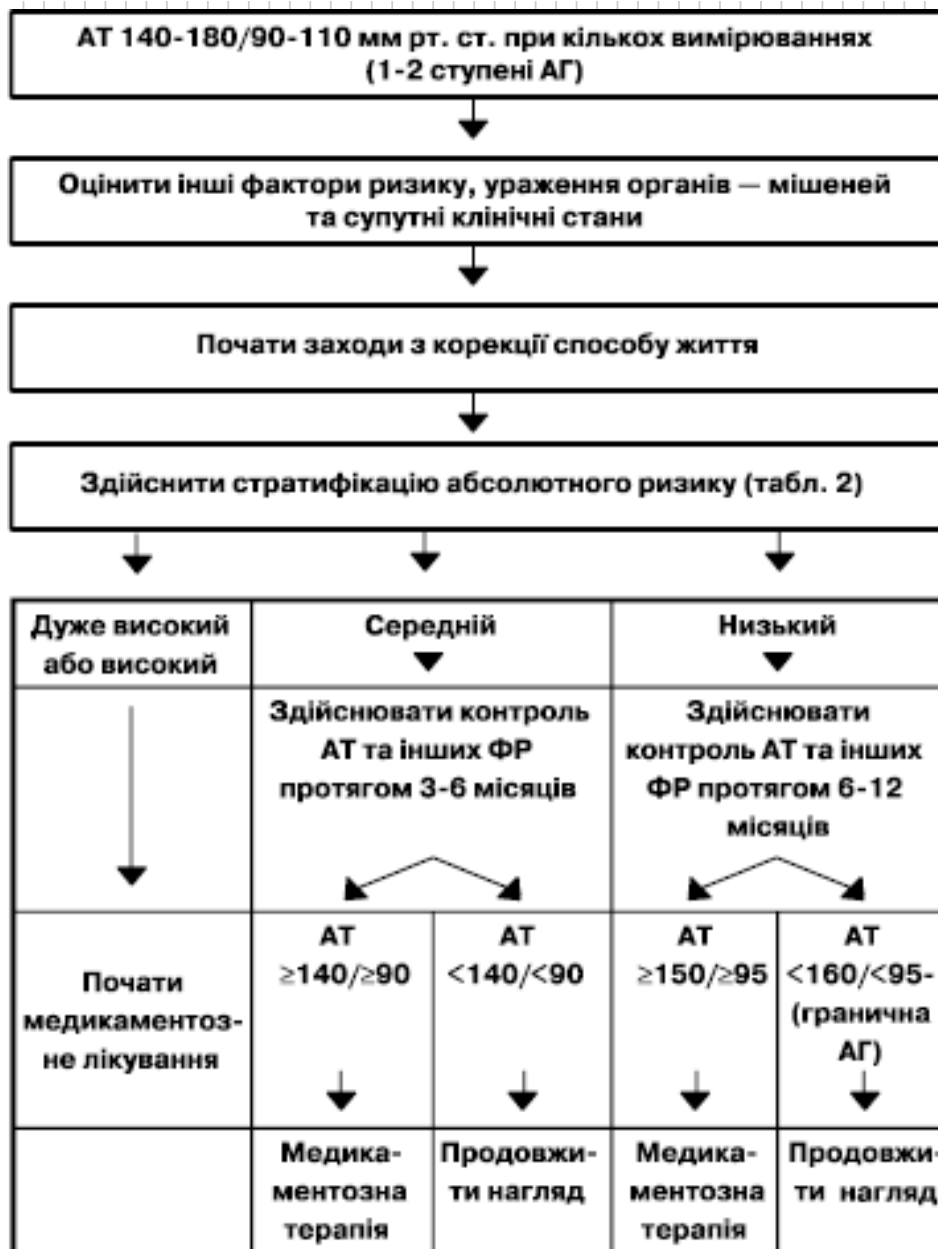 АТ 140-180/90-110 мм рт. ст. при кількох вимірюваннях
(1-2 ступені АГ)
Оцінити інші фактори ризику, ураження органів — мішеней
та супутні клінічні стани
Почати заходи з корекції способу життя
Здійснити стратифікацію абсолютного ризику (табл. 2)
Дуже високий
або високий
Середній
Низький
Здійснювати контроль
АТ та інших ФР
протягом 3-6 місяців
Здійснювати
контроль АТ та інших
ФР протягом 6-12
місяців
Почати
медикаментоз-
не лікування
АТ
≥140/≥90
АТ
<140/<90
АТ
≥150/≥95
АТ
<160/<95-
(гранична
АГ)
Медика-
ментозна
терапія
Продовжи-
ти нагляд
Медика-
ментозна
терапія
Продовжи-
ти нагляд